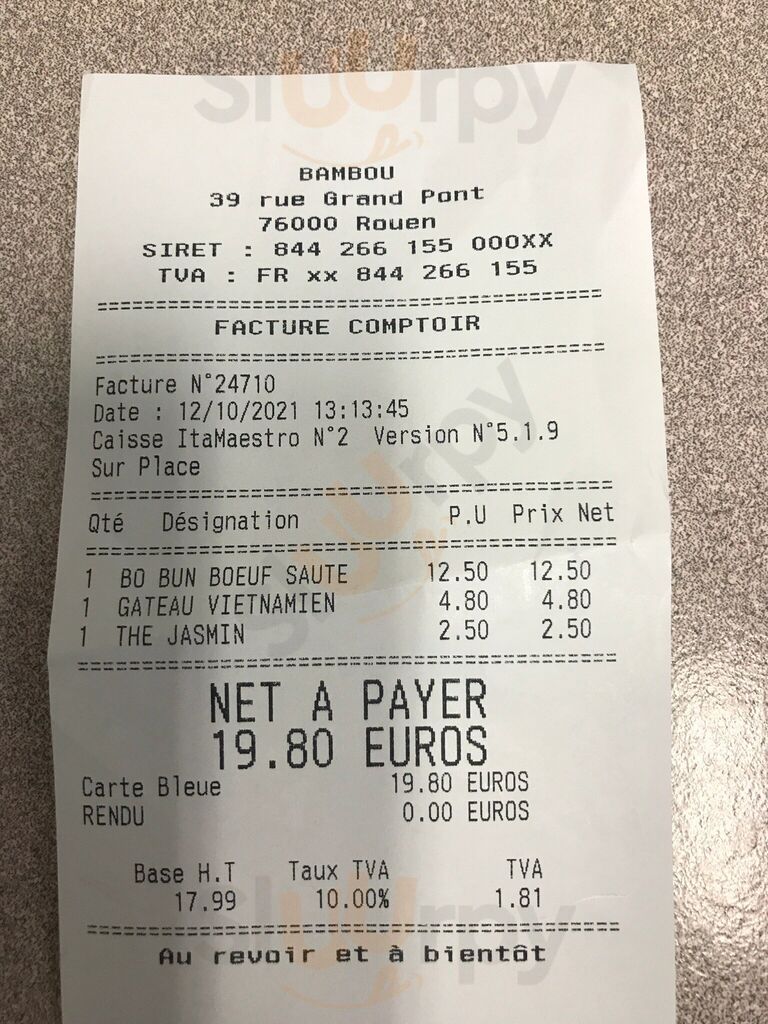 slUUrpy
BAMBOU
39 rue Grand Pont
76000 Rouen
SIRET : 844 266 155 000XX
TVA : FR xx 844 266 155
FACTURE COMPTOIR
Facture N°24710
Date : 12/10/2021 13:13:45
Caisse ItaMaestro N°2 Version N°5.1.9
Sur Place
slUUrpy
Qté Désignation P.U Prix Net
1 BO BUN BOEUF SAUTE 12.50 12.50
1 GATEAU VIETNAMIEN 4.80 4.80
1 THE JASMIN 2.50 2.50
NET A PAYER
19.80 EUROS
Carte Bleue 19.80 EUROS
RENDU 0.00 EUROS
Base H.T Taux TVA TVA
17.99 10.00% 1.81
slUUrpy
Au revoir et à bientôt